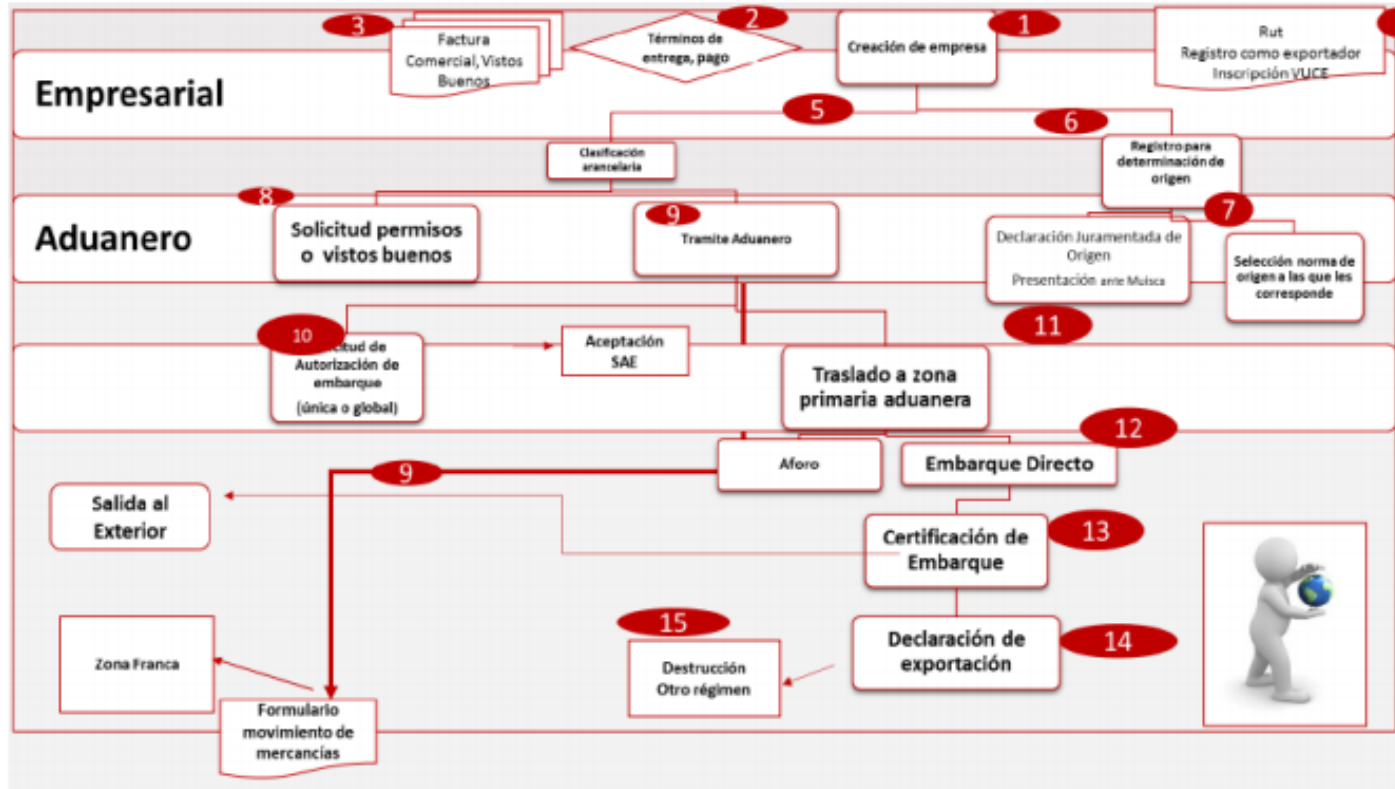 3
Factura
Comercial, Vistos
Buenos
2
Términos de
entrega, pago
1
Creación de empresa
Rut
Registro como exportador
Inscripción VUCE
Empresarial
5
6
Clasificación
arancelaria
Registro para
determinación de
origen
8
Solicitud permisos
o vistos buenos
9
Tramite Aduanero
7
Declaración Juramentada de
Origen
Presentación ante Muisca
Selección norma de
origen a las que les
corresponde
Aduanero
10
Autorización de
embarque
(única o global)
Aceptación
SAE
11
Traslado a zona
primaria aduanera
12
Aforo
Embarque Directo
9
Salida al
Exterior
13
Certificación de
Embarque
14
Declaración de
exportación
15
Destrucción
Otro régimen
Zona Franca
Formulario
movimiento de
mercancías